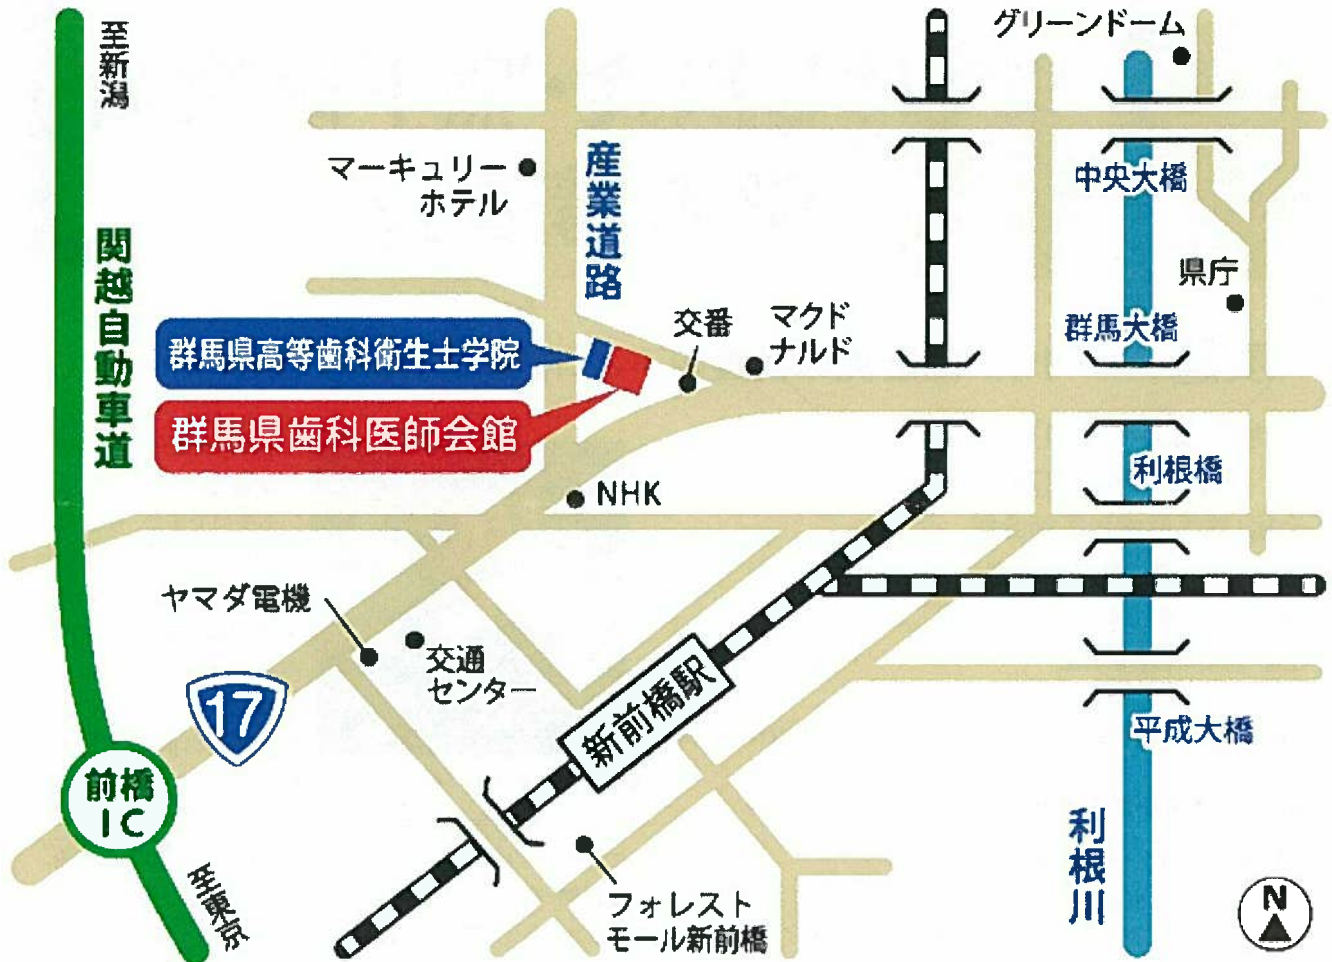 グリーンドーム
至新潟
マーキュリー
ホテル
産業道路
中央大橋
関越自動車道
県庁
交番
マクド
ナルド
群馬大橋
群馬県高等歯科衛生士学院
群馬県歯科医師会館
利根橋
NHK
ヤマダ電機
交通
センター
17
新前橋駅
平成大橋
前橋
IC
利根川
至東京
フォレスト
モール新前橋
N